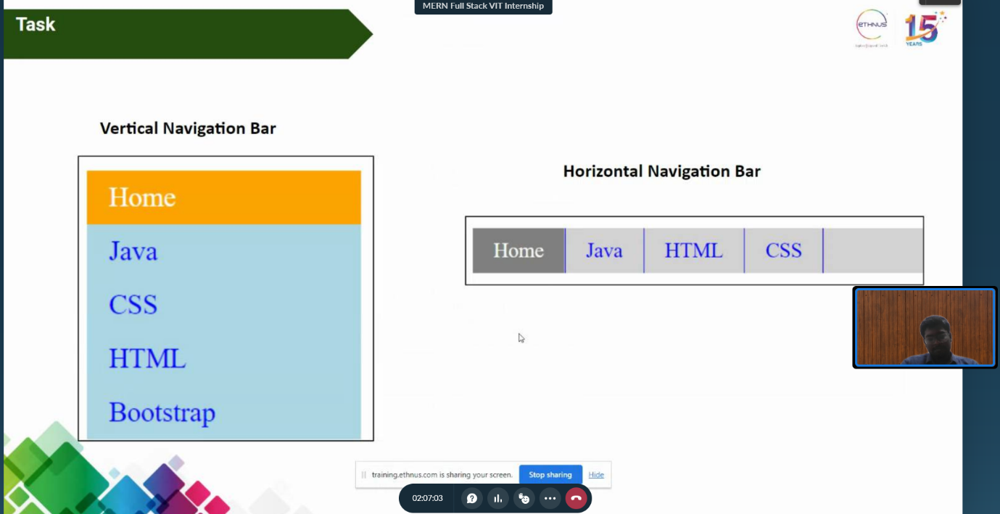 MERN Full Stack VIT Internship
Task
ETHNUS
15
YEARS
Vertical Navigation Bar
Home
Java
CSS
HTML
Bootstrap
Horizontal Navigation Bar
Home Java HTML CSS
training.ethnus.com is sharing your screen. Stop sharing Hide
02:07:03